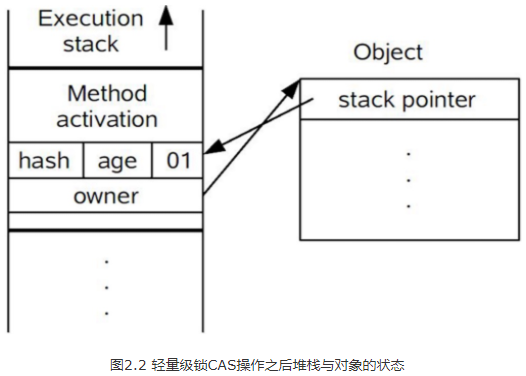 Execution
stack
Method
activation
hash age 01
owner
.
.
.
Object
stack pointer
.
.
.
图2.2 轻量级锁CAS操作之后堆栈与对象的状态